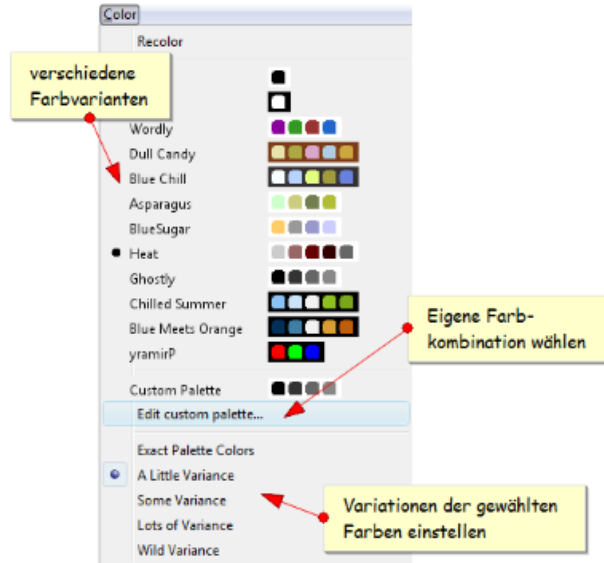 Color
Recolor
verschiedene
Farbvarianten
Wordly
Dull Candy
Blue Chill
Asparagus
BlueSugar
Heat
Ghostly
Chilled Summer
Blue Meets Orange
yramirP
Eigene Farb-
kombination wählen
Custom Palette
Edit custom palette...
Exact Palette Colors
A Little Variance
Some Variance
Lots of Variance
Wild Variance
Variationen der gewählten
Farben einstellen